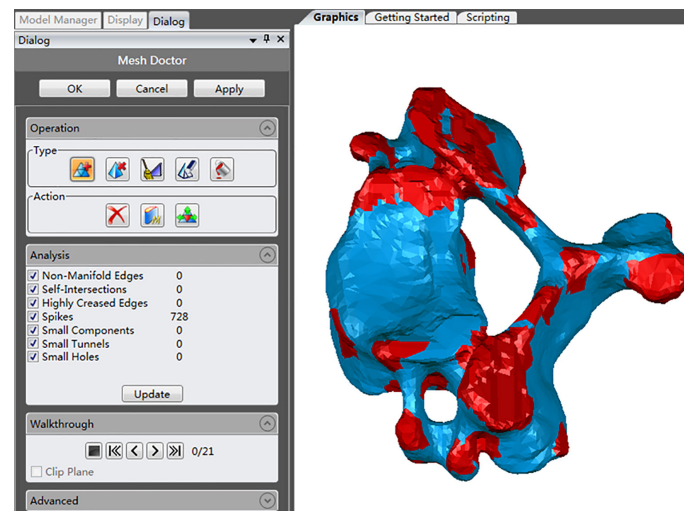 Model Manager Display Dialog
Graphics Getting Started Scripting
Dialog
Mesh Doctor
OK Cancel Apply
Operation
Type
Action
Analysis
Non-Manifold Edges 0
Self-Intersections 0
Highly Creased Edges 0
Spikes 728
Small Components 0
Small Tunnels 0
Small Holes 0
Update
Walkthrough
0/21
Clip Plane
Advanced